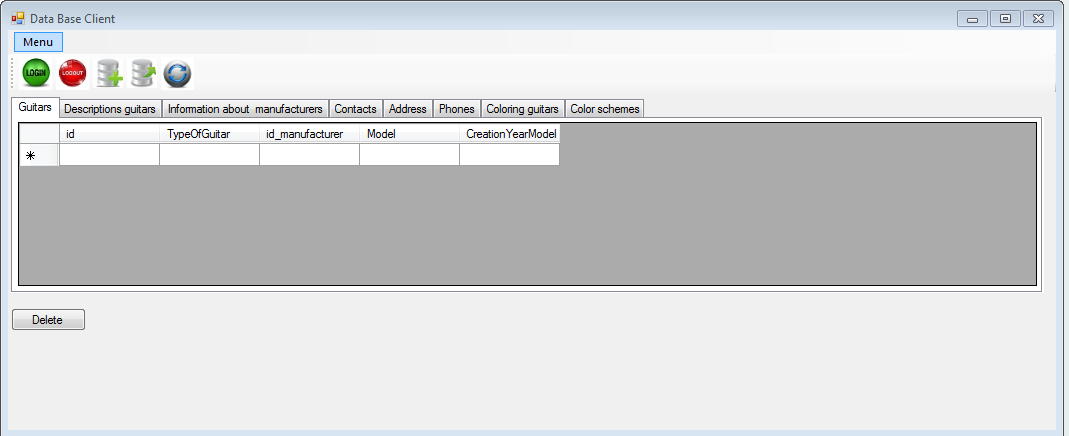 Data Base Client
Menu
LOGIN LOGOUT
Guitars Descriptions guitars Information about manufacturers Contacts Address Phones Coloring guitars Color schemes
id TypeOfGuitar id_manufacturer Model CreationYearModel
Delete